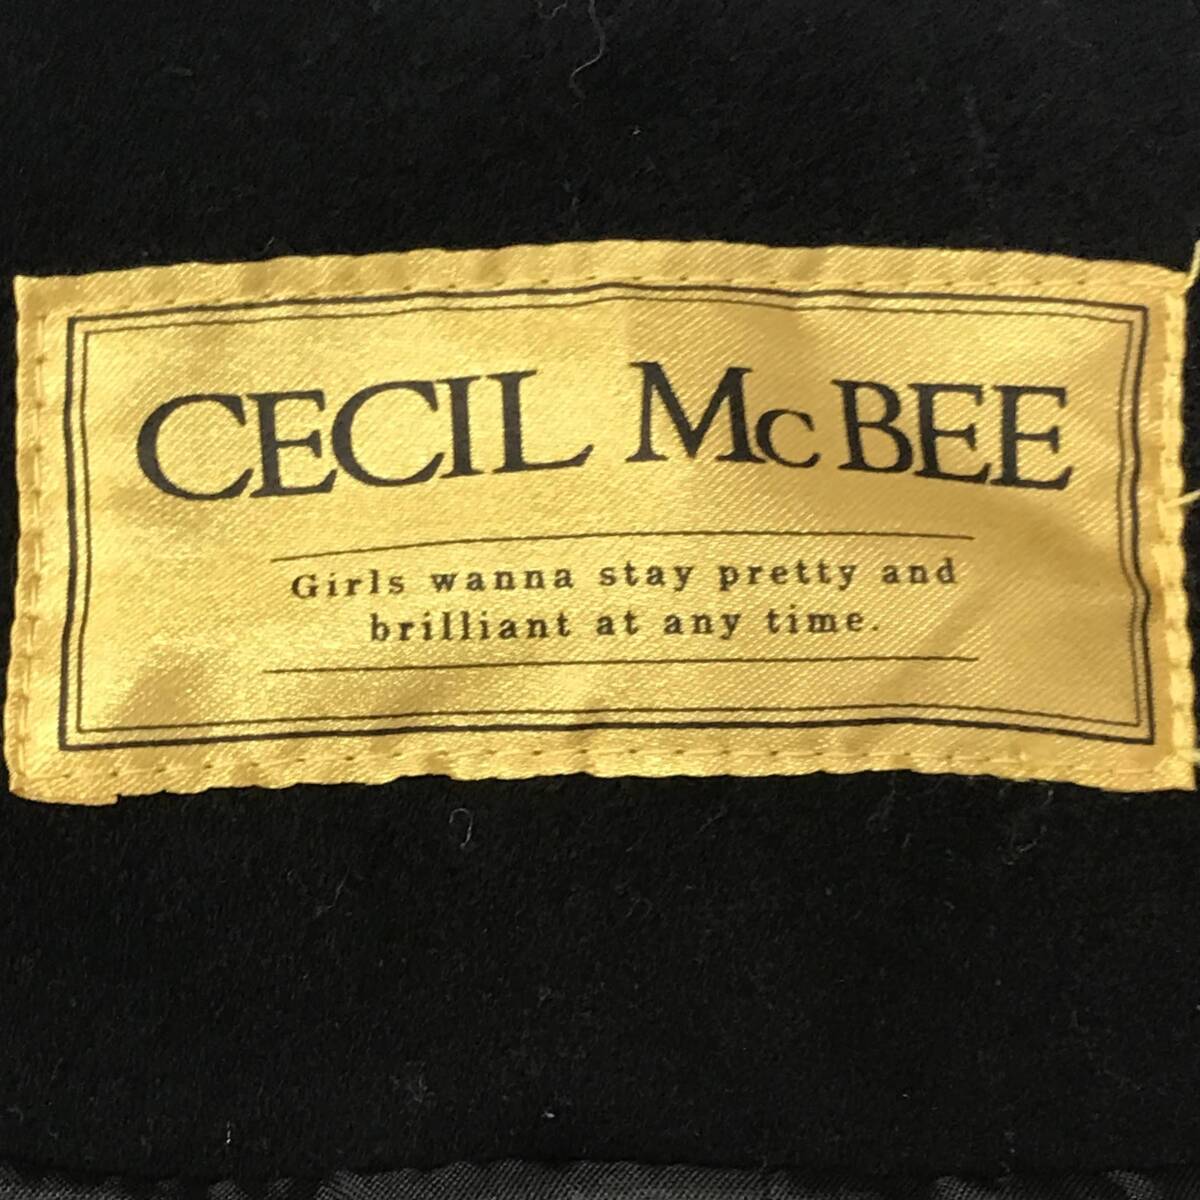 CECIL McBEE
Girls wanna stay pretty and
brilliant at any time.